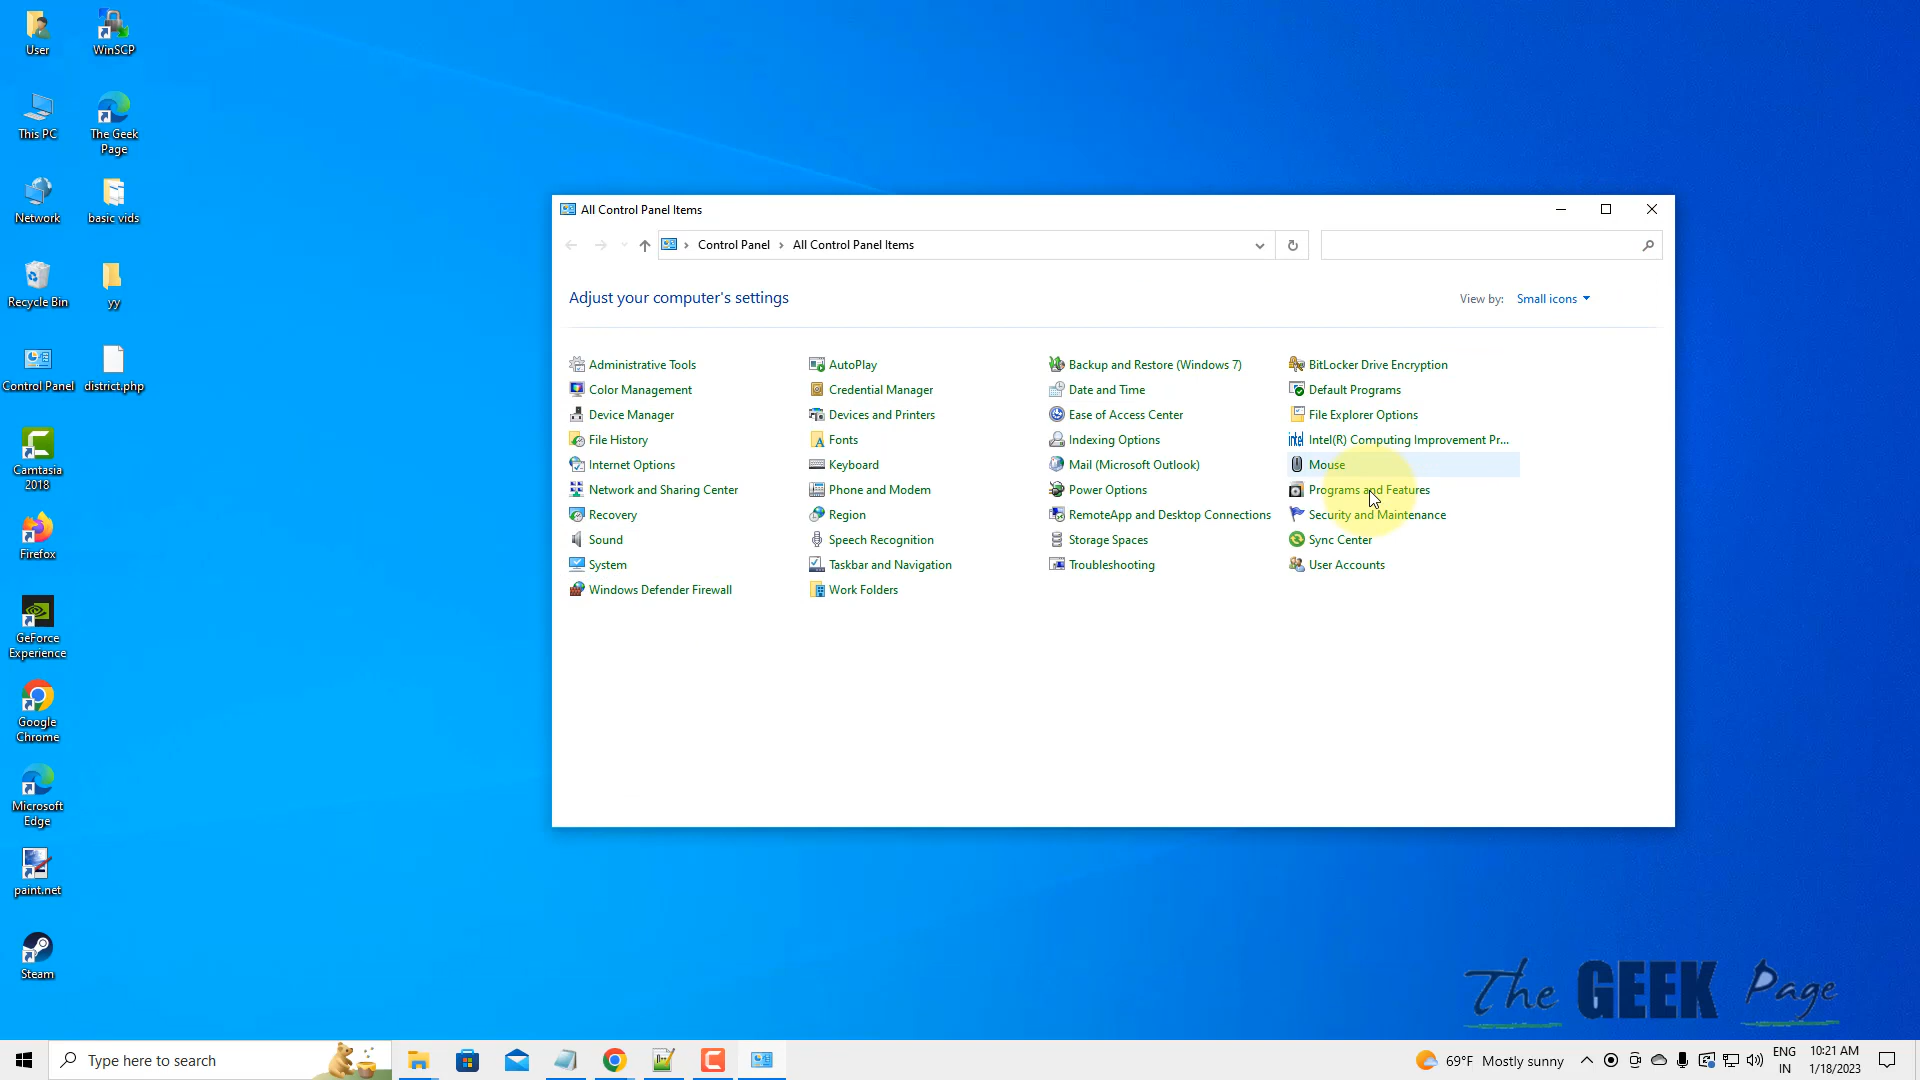 User
WinSCP
This PC
The Geek
Page
Network
basic vids
Recycle Bin
yy
Control Panel
district.php
Camtasia
2018
Firefox
GeForce
Experience
Google
Chrome
Microsoft
Edge
paint.net
Steam
All Control Panel Items
Control Panel
All Control Panel Items
Adjust your computer's settings
View by: Small icons
Administrative Tools
AutoPlay
Backup and Restore (Windows 7)
BitLocker Drive Encryption
Color Management
Credential Manager
Date and Time
Default Programs
Device Manager
Devices and Printers
Ease of Access Center
File Explorer Options
File History
Fonts
Indexing Options
Intel(R) Computing Improvement Pr...
Internet Options
Keyboard
Mail (Microsoft Outlook)
Mouse
Network and Sharing Center
Phone and Modem
Power Options
Programs and Features
Recovery
Region
RemoteApp and Desktop Connections
Security and Maintenance
Sound
Speech Recognition
Storage Spaces
Sync Center
System
Taskbar and Navigation
Troubleshooting
User Accounts
Windows Defender Firewall
Work Folders
The GEEK Page
Type here to search
69°F Mostly sunny
ENG
IN
10:21 AM
1/18/2023